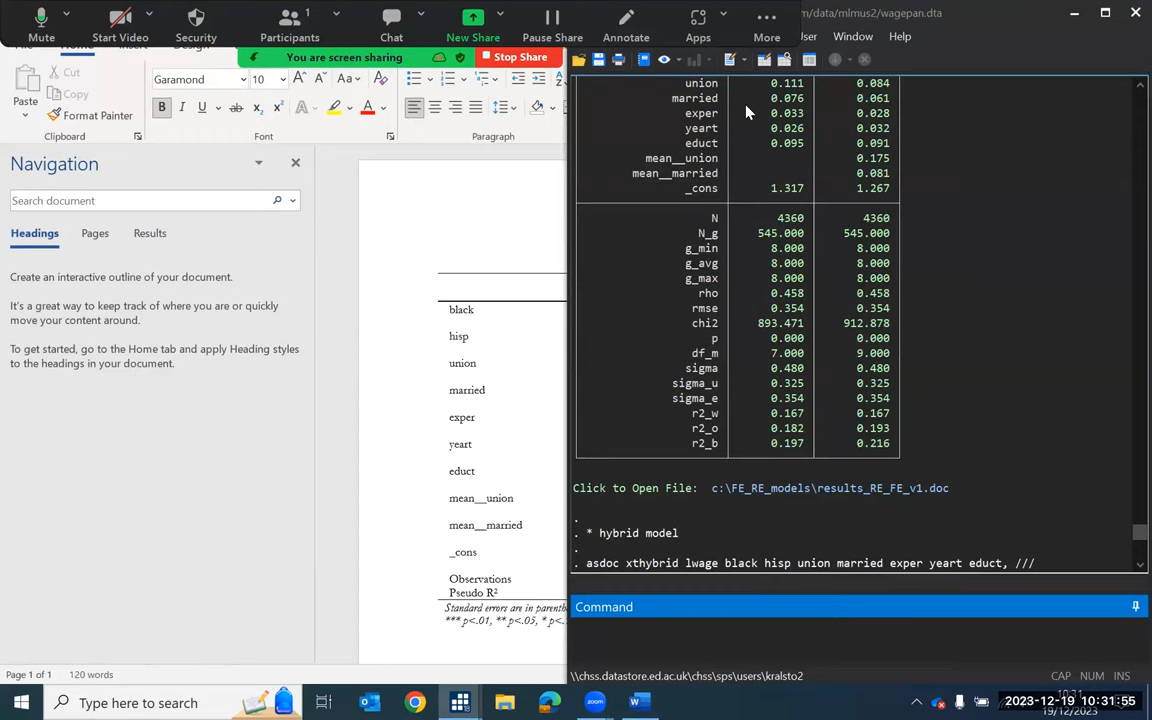 Mute
Start Video
Security
1
Participants
Chat
New Share
Pause Share
Annotate
Apps
More
m/data/mlmus2/wagepan.dta
You are screen sharing
Stop Share
User
Window
Help
Home
Paste
Cut
Copy
Format Painter
Clipboard
Garamond
10
Aa
B I U ab x₂ x²
Font
Paragraph
Navigation
Search document
Headings
Pages
Results
Create an interactive outline of your document.
It's a great way to keep track of where you are or quickly
move your content around.
To get started, go to the Home tab and apply Heading styles
to the headings in your document.
black
hisp
union
married
exper
yeart
educt
mean__union
mean__married
_cons
Observations
Pseudo R²
Standard errors are in parenth
*** p<.01, ** p<.05, * p<.
union 0.111 0.084
married 0.076 0.061
exper 0.033 0.028
yeart 0.026 0.032
educt 0.095 0.091
mean__union 0.175
mean__married 0.081
_cons 1.317 1.267
N 4360 4360
N_g 545.000 545.000
g_min 8.000 8.000
g_avg 8.000 8.000
g_max 8.000 8.000
rho 0.458 0.458
rmse 0.354 0.354
chi2 893.471 912.878
p 0.000 0.000
df_m 7.000 9.000
sigma 0.480 0.480
sigma_u 0.325 0.325
sigma_e 0.354 0.354
r2_w 0.167 0.167
r2_o 0.182 0.193
r2_b 0.197 0.216
Click to Open File: c:\FE_RE_models\results_RE_FE_v1.doc
.
. * hybrid model
.
. asdoc xthybrid lwage black hisp union married exper yeart educt, ///
Command
Page 1 of 1
120 words
\\chss.datastore.ed.ac.uk\chss\sps\users\kralsto2
CAP NUM INS
Type here to search
10:31
2023-12-19 10:31:55
19/12/2023